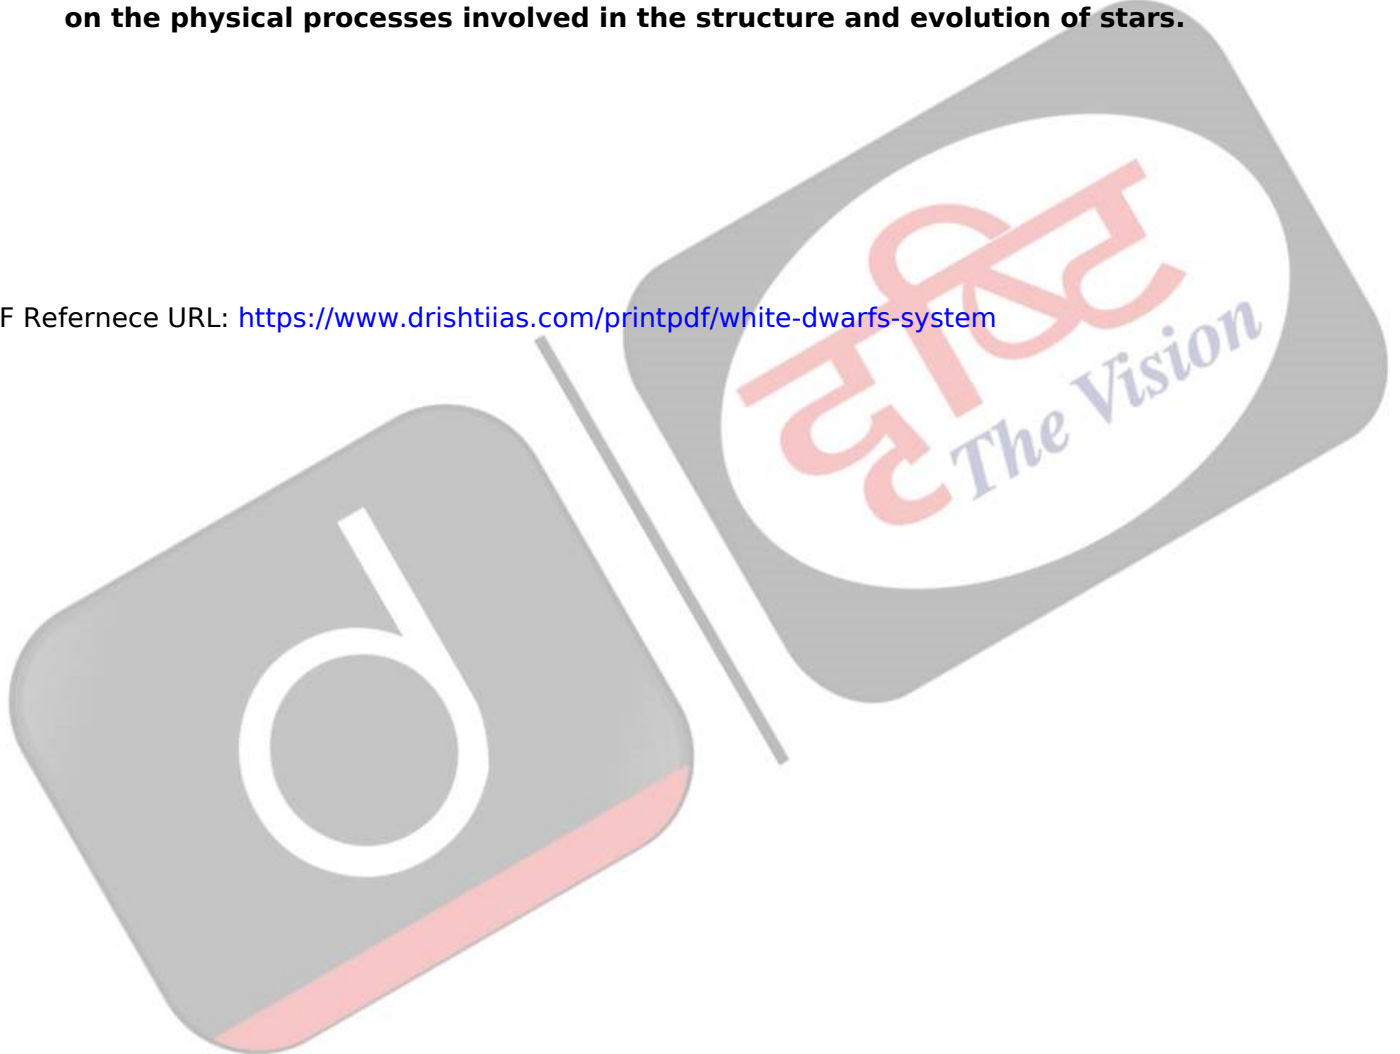 on the physical processes involved in the structure and evolution of stars.
F Refernece URL: https://www.drishtiias.com/printpdf/white-dwarfs-system
दृष्टि
The Vision
d